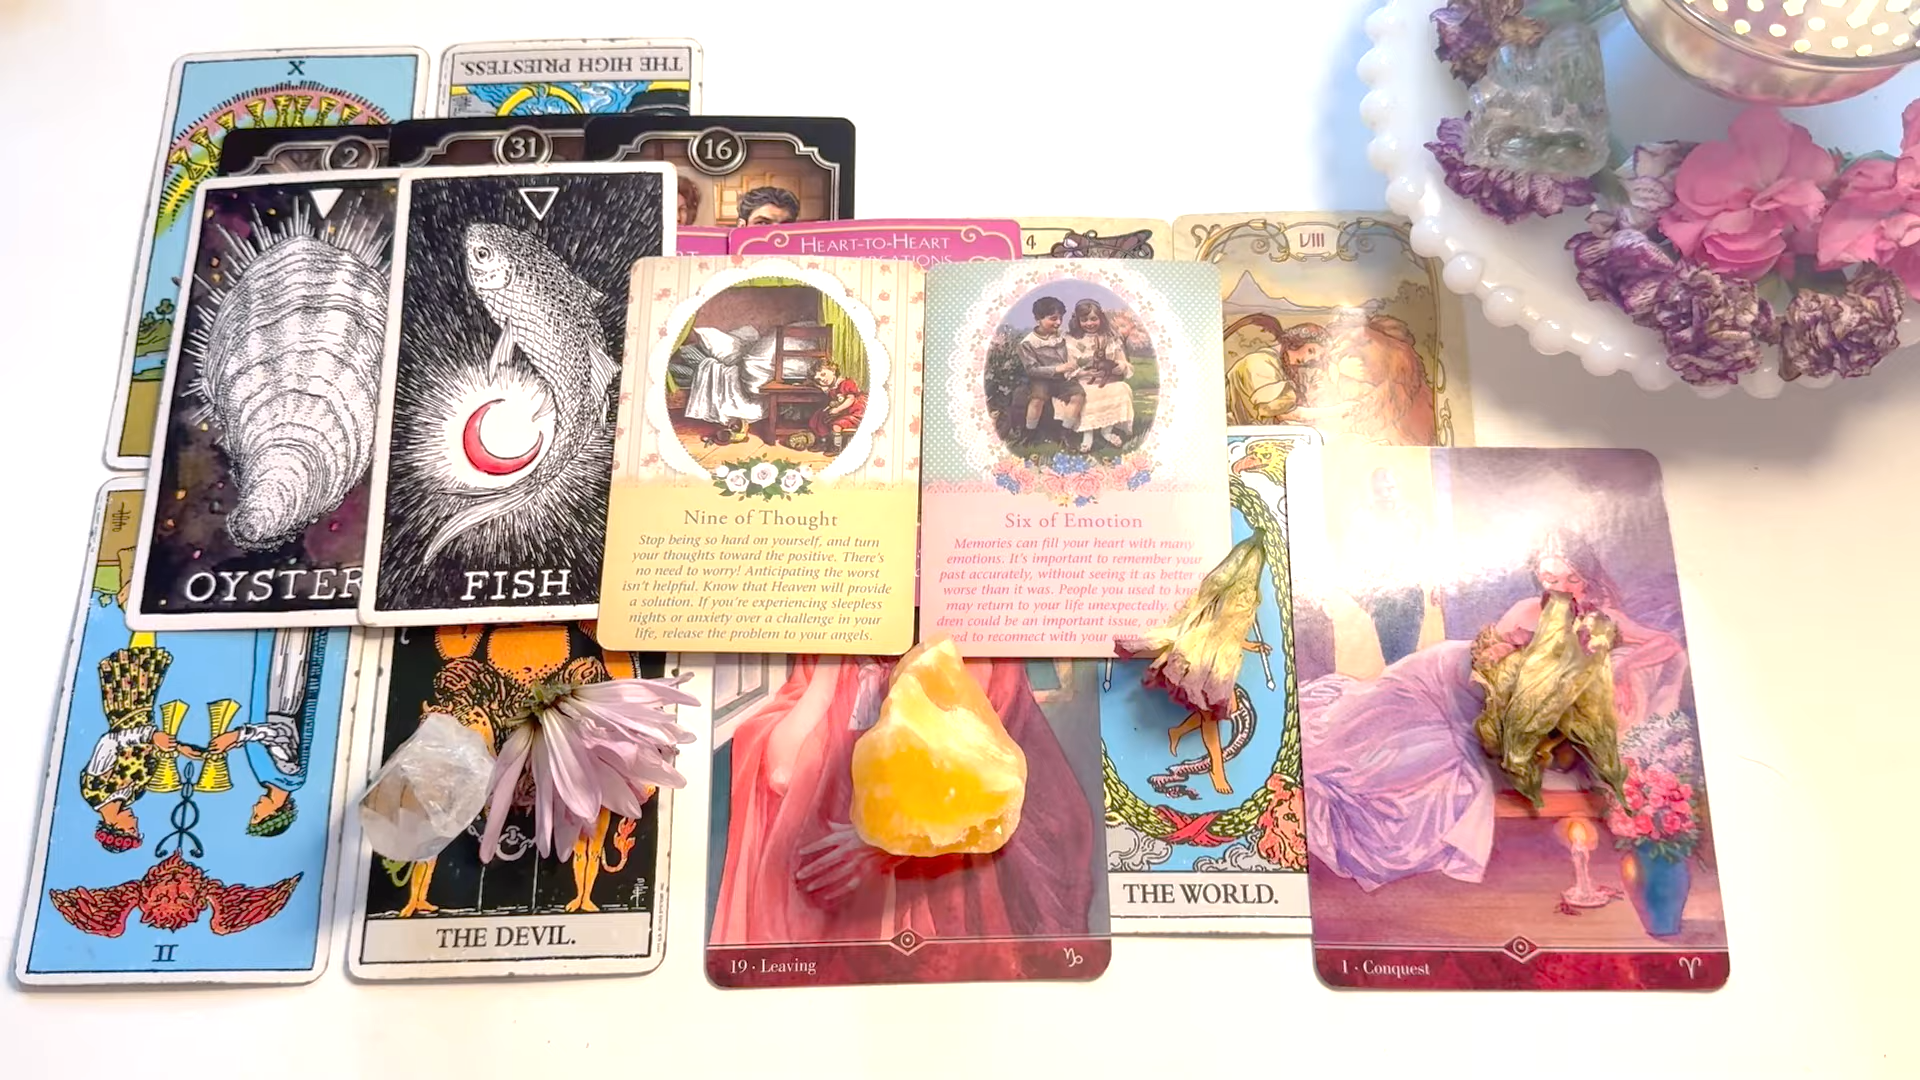 X
THE HIGH PRIESTESS.
2
31
16
HEART-TO-HEART
4
VIII
OYSTER
FISH
Nine of Thought
Stop being so hard on yourself, and turn
your thoughts toward the positive. There's
no need to worry! Anticipating the worst
isn't helpful. Know that Heaven will provide
a solution. If you're experiencing sleepless
nights or anxiety over a challenge in your
life, release the problem to your angels.
Six of Emotion
Memories can fill your heart with many
emotions. It's important to remember your
past accurately, without seeing it as better
worse than it was. People you used to
may return to your life unexpectedly.
dren could be an important issue, or
to reconnect with your own
II
THE DEVIL.
19 · Leaving
THE WORLD.
1 · Conquest